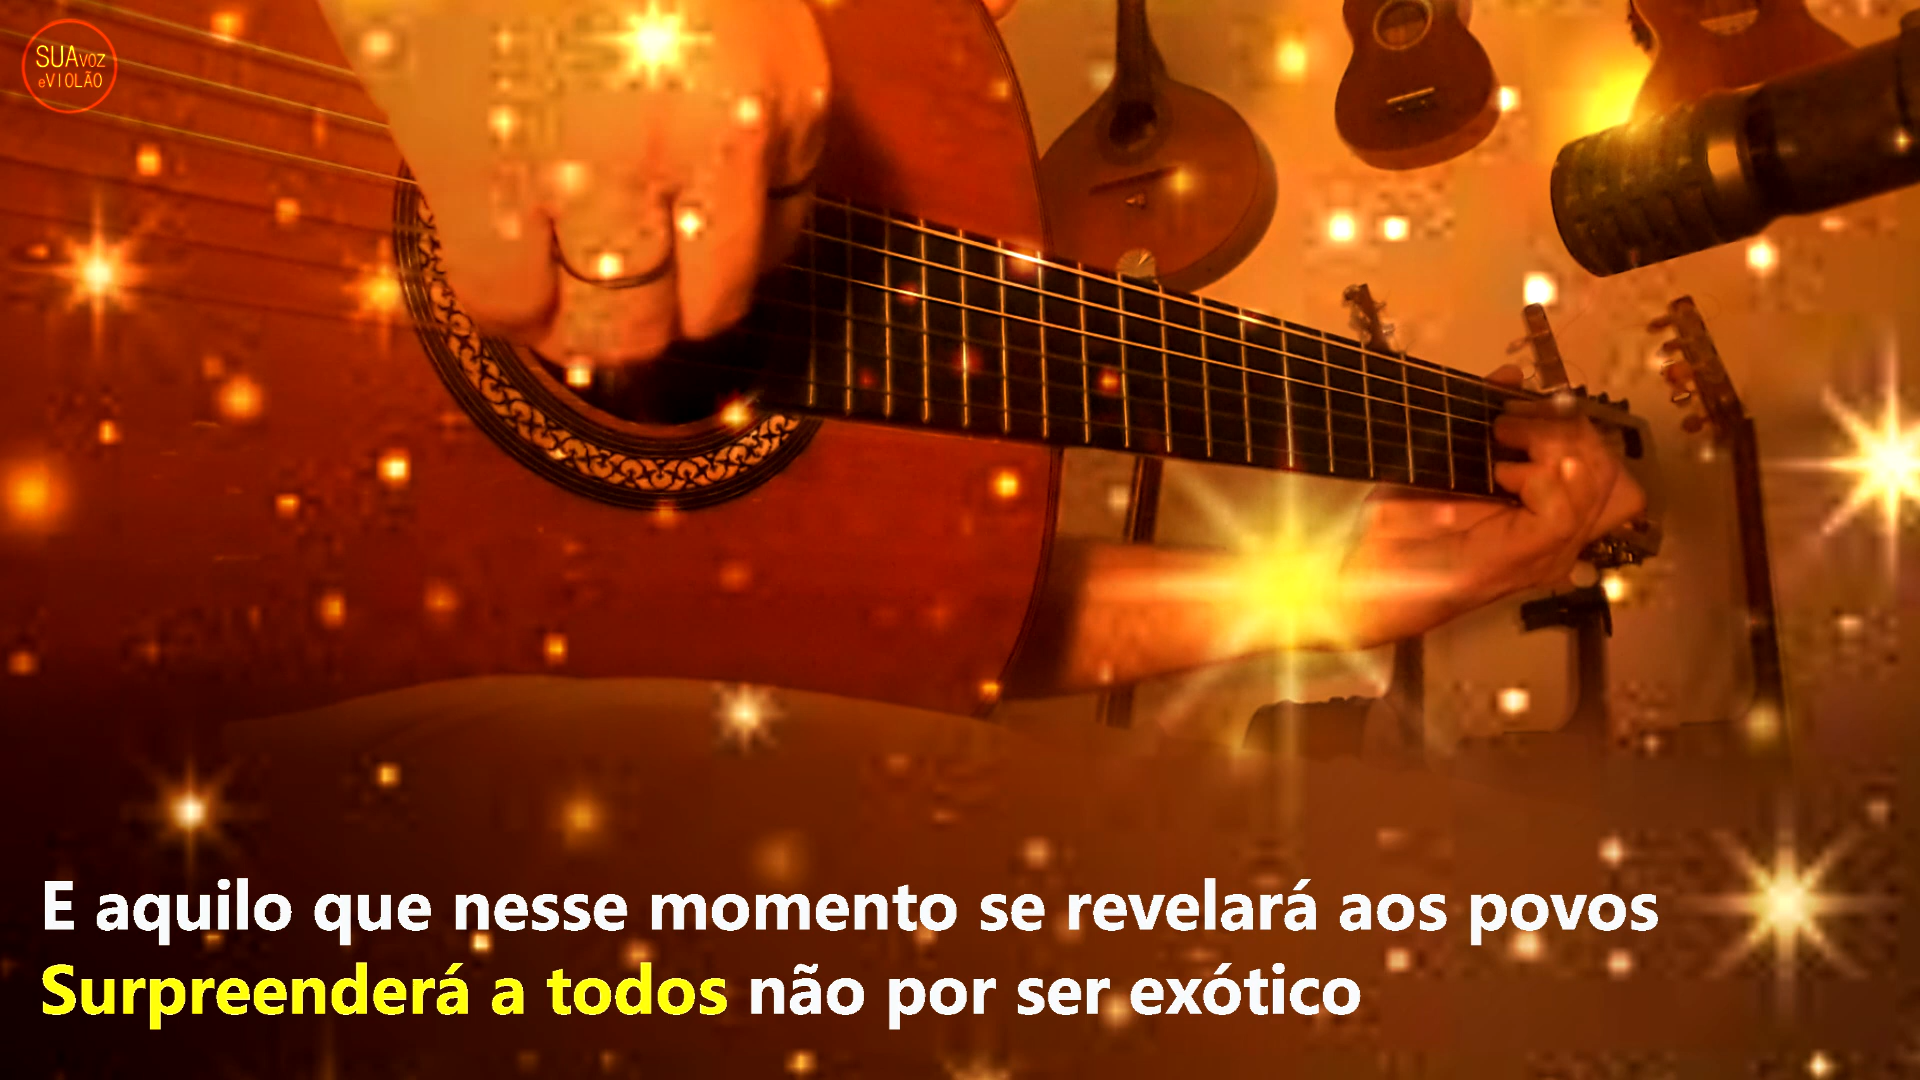 SUAVOZ
eVIOLÃO
E aquilo que nesse momento se revelará aos povos
Surpreenderá a todos não por ser exótico